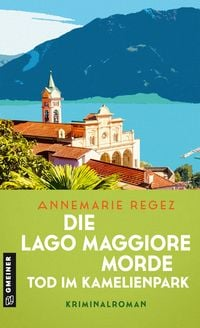 ANNEMARIE REGEZ
DIE
LAGO MAGGIORE
MORDE
TOD IM KAMELIENPARK
KRIMINALROMAN
GMEINER